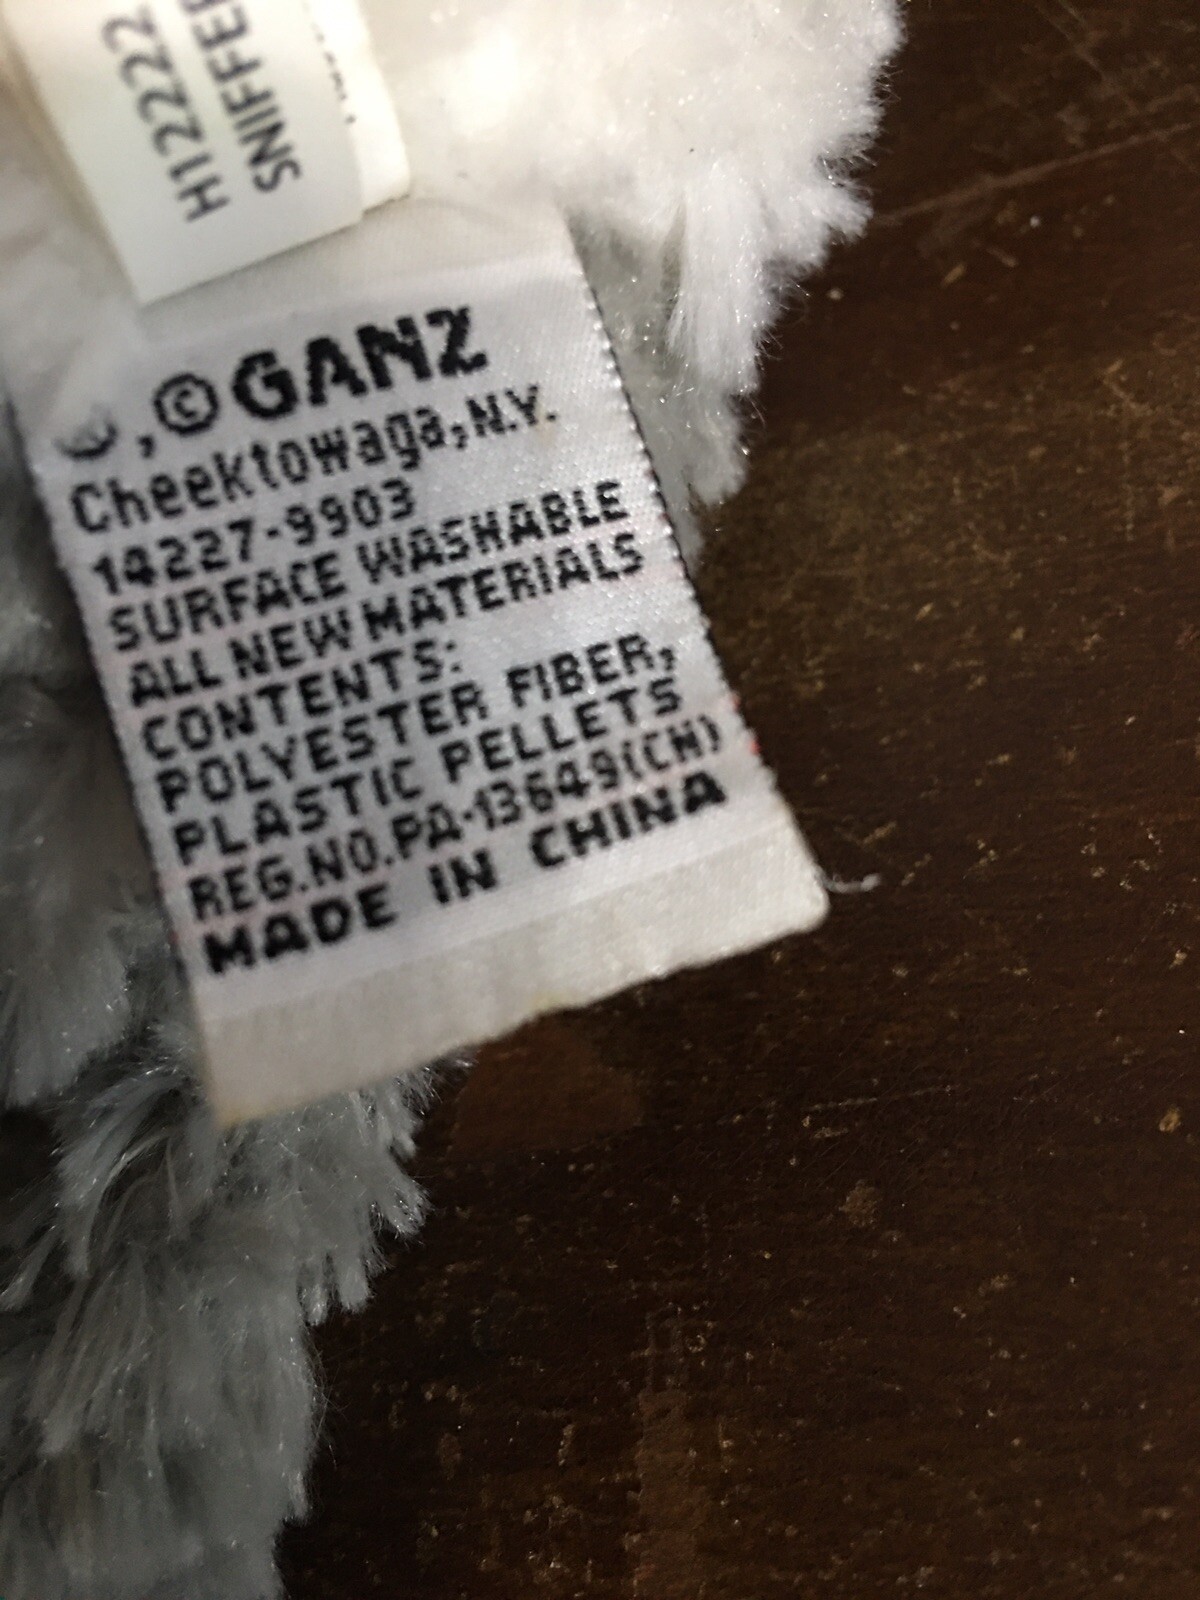 H12222
SNIFFER
, © GANZ
Cheektowaga, N.Y.
14227-9903
SURFACE WASHABLE
ALL NEW MATERIALS
CONTENTS:
POLYESTER FIBER,
PLASTIC PELLETS
REG.NO.PA-13649(CH)
MADE IN CHINA